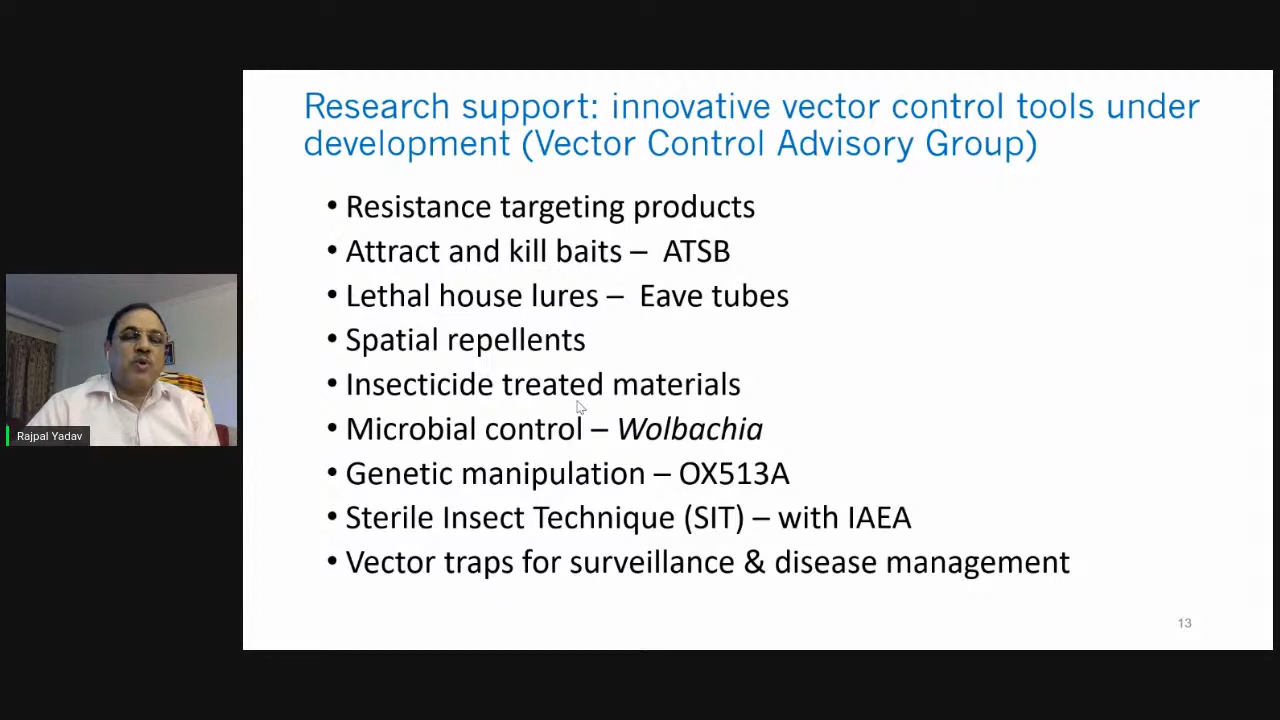 Research support: innovative vector control tools under
development (Vector Control Advisory Group)
• Resistance targeting products
• Attract and kill baits – ATSB
• Lethal house lures – Eave tubes
• Spatial repellents
• Insecticide treated materials
• Microbial control – Wolbachia
• Genetic manipulation – OX513A
• Sterile Insect Technique (SIT) – with IAEA
• Vector traps for surveillance & disease management
13
Rajpal Yadav